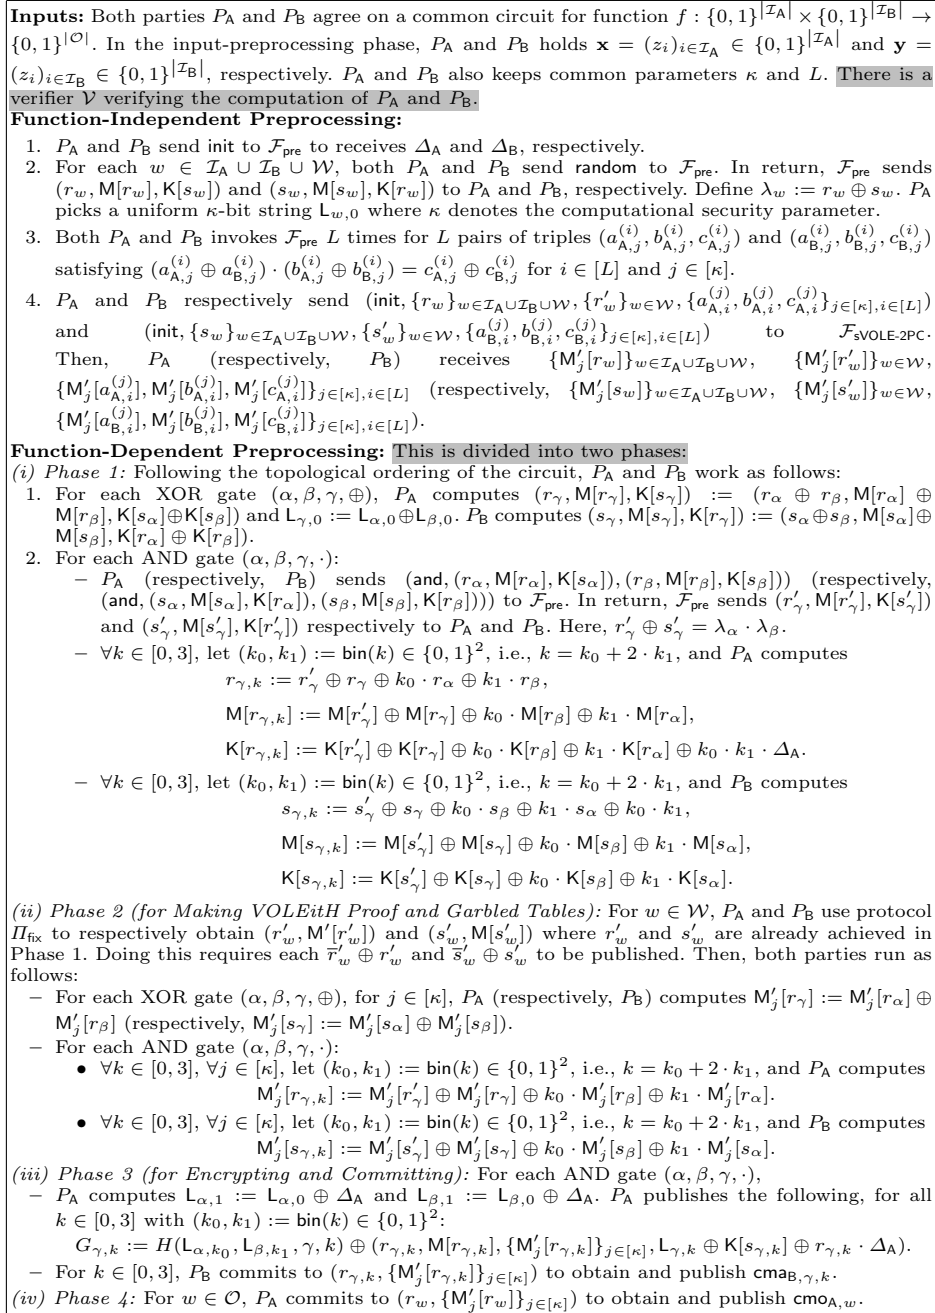 Inputs: Both parties P_A and P_B agree on a common circuit for function f : {0, 1}^{|I_A|} × {0, 1}^{|I_B|} →
{0, 1}^{|O|}. In the input-preprocessing phase, P_A and P_B holds x = (z_i)_{i∈I_A} ∈ {0, 1}^{|I_A|} and y =
(z_i)_{i∈I_B} ∈ {0, 1}^{|I_B|}, respectively. P_A and P_B also keeps common parameters κ and L. There is a
verifier V verifying the computation of P_A and P_B.
Function-Independent Preprocessing:
1. P_A and P_B send init to F_pre to receives Δ_A and Δ_B, respectively.
2. For each w ∈ I_A ∪ I_B ∪ W, both P_A and P_B send random to F_pre. In return, F_pre sends
(r_w, M[r_w], K[s_w]) and (s_w, M[s_w], K[r_w]) to P_A and P_B, respectively. Define λ_w := r_w ⊕ s_w. P_A
picks a uniform κ-bit string L_{w,0} where κ denotes the computational security parameter.
3. Both P_A and P_B invokes F_pre L times for L pairs of triples (a_{A,j}^{(i)}, b_{A,j}^{(i)}, c_{A,j}^{(i)}) and (a_{B,j}^{(i)}, b_{B,j}^{(i)}, c_{B,j}^{(i)})
satisfying (a_{A,j}^{(i)} ⊕ a_{B,j}^{(i)}) · (b_{A,j}^{(i)} ⊕ b_{B,j}^{(i)}) = c_{A,j}^{(i)} ⊕ c_{B,j}^{(i)} for i ∈ [L] and j ∈ [κ].
4. P_A and P_B respectively send (init, {r_w}_{w∈I_A∪I_B∪W}, {r'_w}_{w∈W}, {a_{A,i}^{(j)}, b_{A,i}^{(j)}, c_{A,i}^{(j)}}_{j∈[κ],i∈[L]})
and (init, {s_w}_{w∈I_A∪I_B∪W}, {s'_w}_{w∈W}, {a_{B,i}^{(j)}, b_{B,i}^{(j)}, c_{B,i}^{(j)}}_{j∈[κ],i∈[L]}) to F_{sVOLE-2PC}.
Then, P_A (respectively, P_B) receives {M'_j[r_w]}_{w∈I_A∪I_B∪W}, {M'_j[r'_w]}_{w∈W},
{M'_j[a_{A,i}^{(j)}], M'_j[b_{A,i}^{(j)}], M'_j[c_{A,i}^{(j)}]}_{j∈[κ],i∈[L]} (respectively, {M'_j[s_w]}_{w∈I_A∪I_B∪W}, {M'_j[s'_w]}_{w∈W},
{M'_j[a_{B,i}^{(j)}], M'_j[b_{B,i}^{(j)}], M'_j[c_{B,i}^{(j)}]}_{j∈[κ],i∈[L]}).
Function-Dependent Preprocessing: This is divided into two phases:
(i) Phase 1: Following the topological ordering of the circuit, P_A and P_B work as follows:
1. For each XOR gate (α, β, γ, ⊕), P_A computes (r_γ, M[r_γ], K[s_γ]) := (r_α ⊕ r_β, M[r_α] ⊕
M[r_β], K[s_α]⊕K[s_β]) and L_{γ,0} := L_{α,0}⊕L_{β,0}. P_B computes (s_γ, M[s_γ], K[r_γ]) := (s_α⊕s_β, M[s_α]⊕
M[s_β], K[r_α] ⊕ K[r_β]).
2. For each AND gate (α, β, γ, ·):
– P_A (respectively, P_B) sends (and, (r_α, M[r_α], K[s_α]), (r_β, M[r_β], K[s_β])) (respectively,
(and, (s_α, M[s_α], K[r_α]), (s_β, M[s_β], K[r_β]))) to F_pre. In return, F_pre sends (r'_γ, M[r'_γ], K[s'_γ])
and (s'_γ, M[s'_γ], K[r'_γ]) respectively to P_A and P_B. Here, r'_γ ⊕ s'_γ = λ_α · λ_β.
– ∀k ∈ [0, 3], let (k_0, k_1) := bin(k) ∈ {0, 1}^2, i.e., k = k_0 + 2 · k_1, and P_A computes
r_{γ,k} := r'_γ ⊕ r_γ ⊕ k_0 · r_α ⊕ k_1 · r_β,
M[r_{γ,k}] := M[r'_γ] ⊕ M[r_γ] ⊕ k_0 · M[r_β] ⊕ k_1 · M[r_α],
K[r_{γ,k}] := K[r'_γ] ⊕ K[r_γ] ⊕ k_0 · K[r_β] ⊕ k_1 · K[r_α] ⊕ k_0 · k_1 · Δ_A.
– ∀k ∈ [0, 3], let (k_0, k_1) := bin(k) ∈ {0, 1}^2, i.e., k = k_0 + 2 · k_1, and P_B computes
s_{γ,k} := s'_γ ⊕ s_γ ⊕ k_0 · s_β ⊕ k_1 · s_α ⊕ k_0 · k_1,
M[s_{γ,k}] := M[s'_γ] ⊕ M[s_γ] ⊕ k_0 · M[s_β] ⊕ k_1 · M[s_α],
K[s_{γ,k}] := K[s'_γ] ⊕ K[s_γ] ⊕ k_0 · K[s_β] ⊕ k_1 · K[s_α].
(ii) Phase 2 (for Making VOLEitH Proof and Garbled Tables): For w ∈ W, P_A and P_B use protocol
Π_fix to respectively obtain (r'_w, M'[r'_w]) and (s'_w, M[s'_w]) where r'_w and s'_w are already achieved in
Phase 1. Doing this requires each r̅'_w ⊕ r'_w and s̅'_w ⊕ s'_w to be published. Then, both parties run as
follows:
– For each XOR gate (α, β, γ, ⊕), for j ∈ [κ], P_A (respectively, P_B) computes M'_j[r_γ] := M'_j[r_α] ⊕
M'_j[r_β] (respectively, M'_j[s_γ] := M'_j[s_α] ⊕ M'_j[s_β]).
– For each AND gate (α, β, γ, ·):
• ∀k ∈ [0, 3], ∀j ∈ [κ], let (k_0, k_1) := bin(k) ∈ {0, 1}^2, i.e., k = k_0 + 2 · k_1, and P_A computes
M'_j[r_{γ,k}] := M'_j[r'_γ] ⊕ M'_j[r_γ] ⊕ k_0 · M'_j[r_β] ⊕ k_1 · M'_j[r_α].
• ∀k ∈ [0, 3], ∀j ∈ [κ], let (k_0, k_1) := bin(k) ∈ {0, 1}^2, i.e., k = k_0 + 2 · k_1, and P_B computes
M'_j[s_{γ,k}] := M'_j[s'_γ] ⊕ M'_j[s_γ] ⊕ k_0 · M'_j[s_β] ⊕ k_1 · M'_j[s_α].
(iii) Phase 3 (for Encrypting and Committing): For each AND gate (α, β, γ, ·),
– P_A computes L_{α,1} := L_{α,0} ⊕ Δ_A and L_{β,1} := L_{β,0} ⊕ Δ_A. P_A publishes the following, for all
k ∈ [0, 3] with (k_0, k_1) := bin(k) ∈ {0, 1}^2:
G_{γ,k} := H(L_{α,k_0}, L_{β,k_1}, γ, k) ⊕ (r_{γ,k}, M[r_{γ,k}], {M'_j[r_{γ,k}]}_{j∈[κ]}, L_{γ,k} ⊕ K[s_{γ,k}] ⊕ r_{γ,k} · Δ_A).
– For k ∈ [0, 3], P_B commits to (r_{γ,k}, {M'_j[r_{γ,k}]}_{j∈[κ]}) to obtain and publish cma_{B,γ,k}.
(iv) Phase 4: For w ∈ O, P_A commits to (r_w, {M'_j[r_w]}_{j∈[κ]}) to obtain and publish cmo_{A,w}.